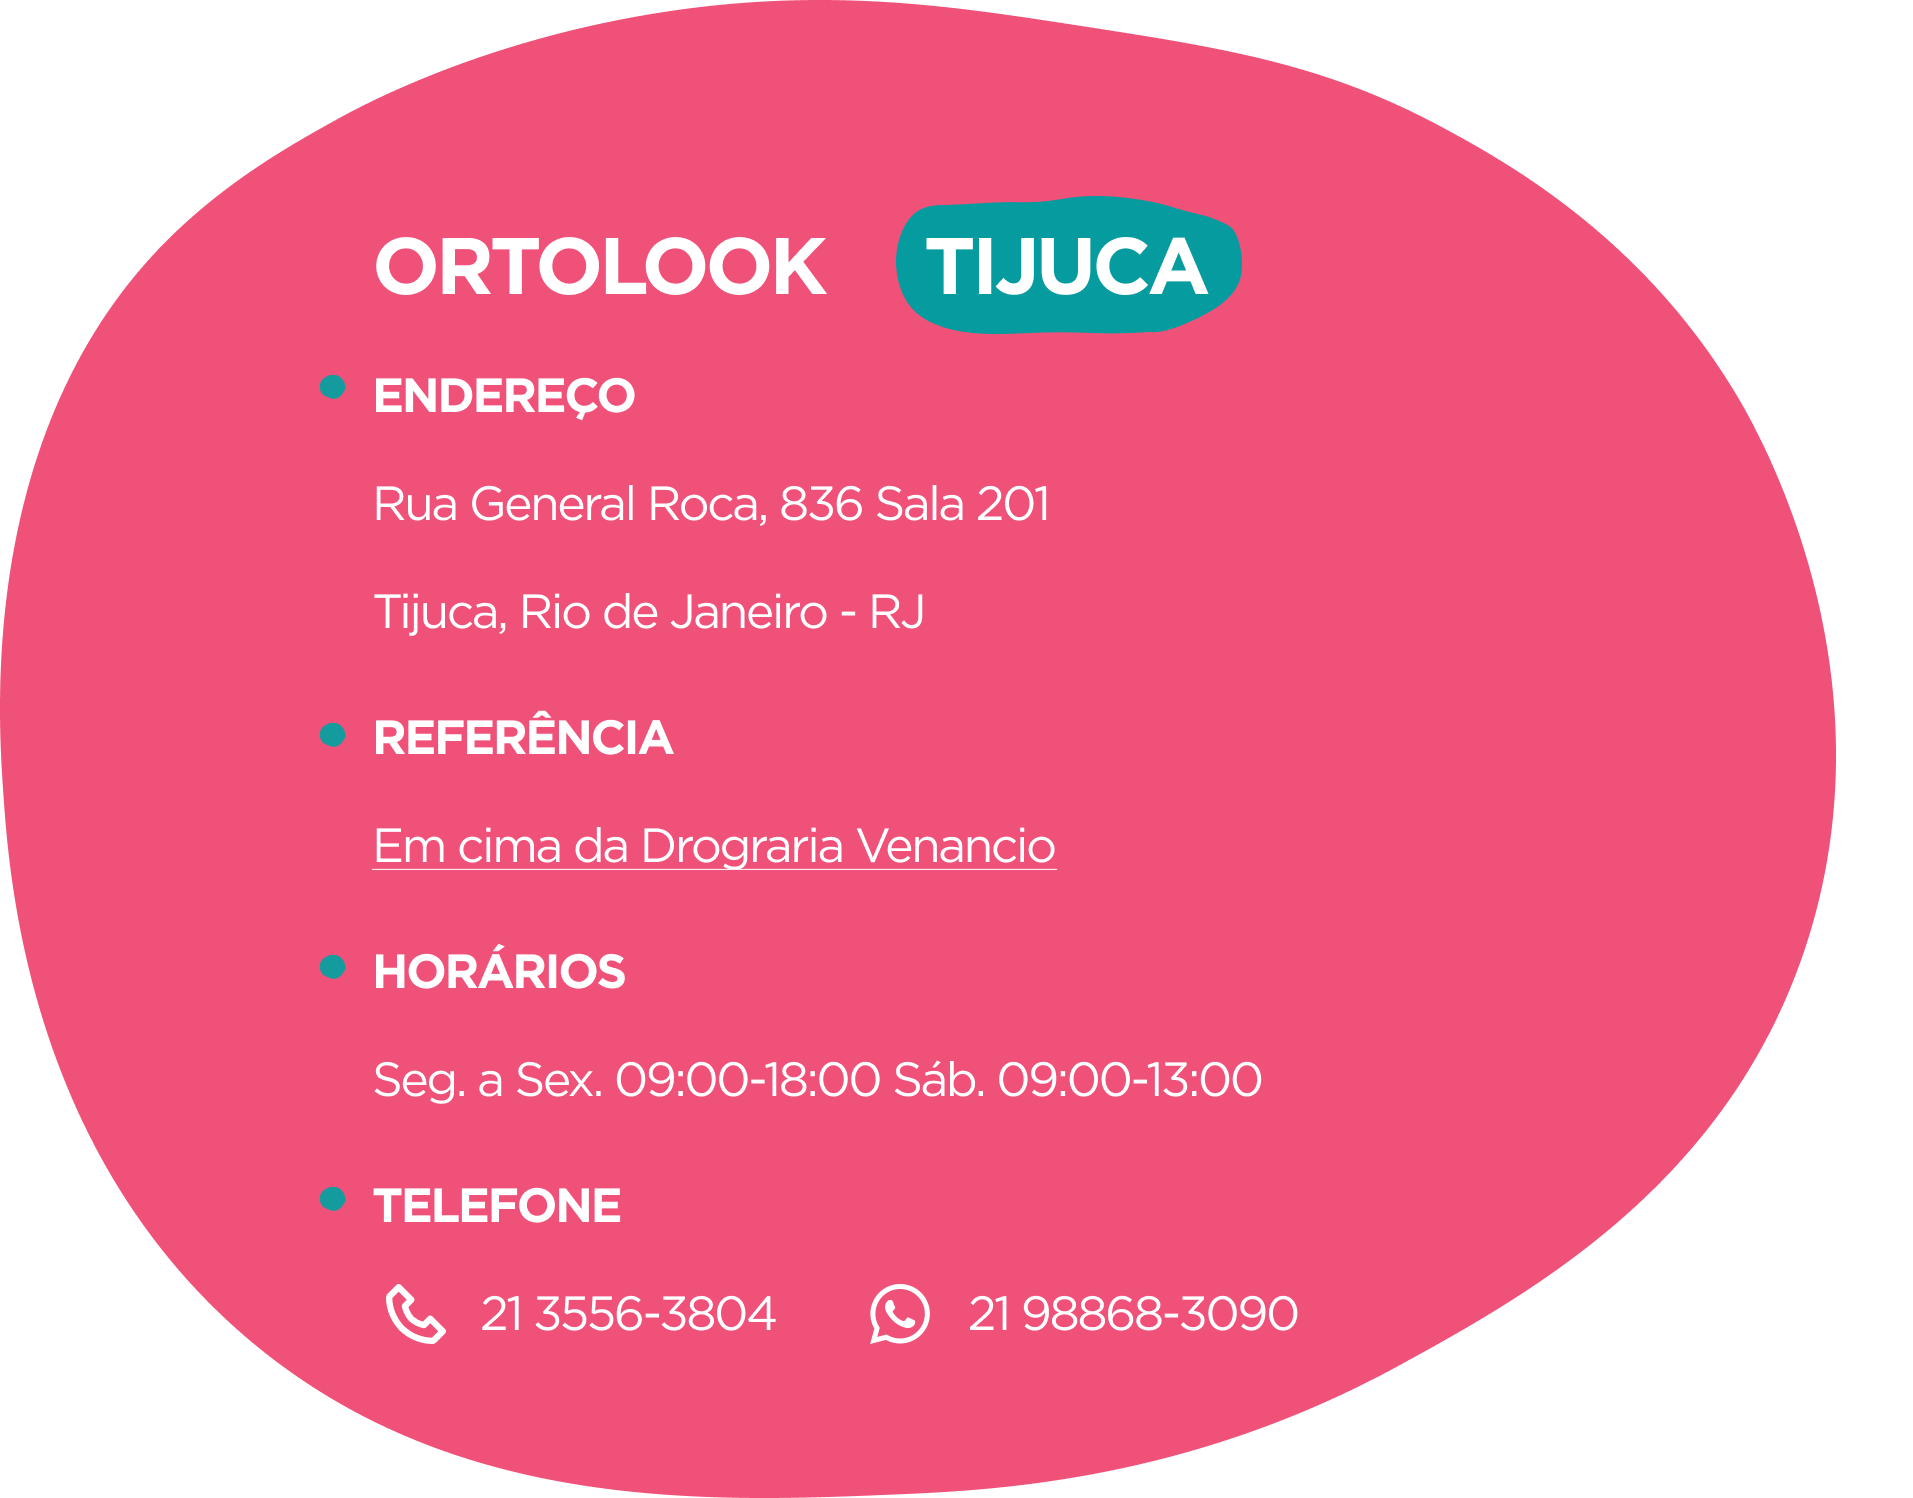 ORTOLOOK TIJUCA
ENDEREÇO
Rua General Roca, 836 Sala 201
Tijuca, Rio de Janeiro - RJ
REFERÊNCIA
Em cima da Drograria Venancio
HORÁRIOS
Seg. a Sex. 09:00-18:00 Sáb. 09:00-13:00
TELEFONE
21 3556-3804 21 98868-3090